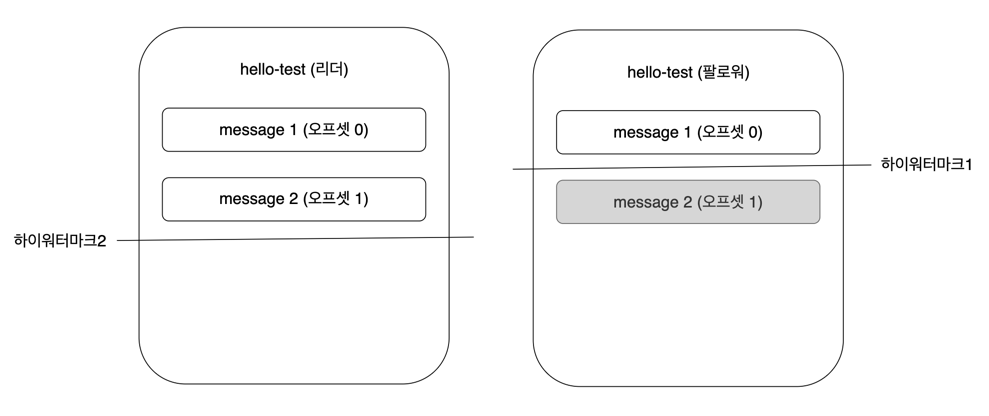 hello-test (리더)
message 1 (오프셋 0)
message 2 (오프셋 1)
하이워터마크2
hello-test (팔로워)
message 1 (오프셋 0)
하이워터마크1
message 2 (오프셋 1)